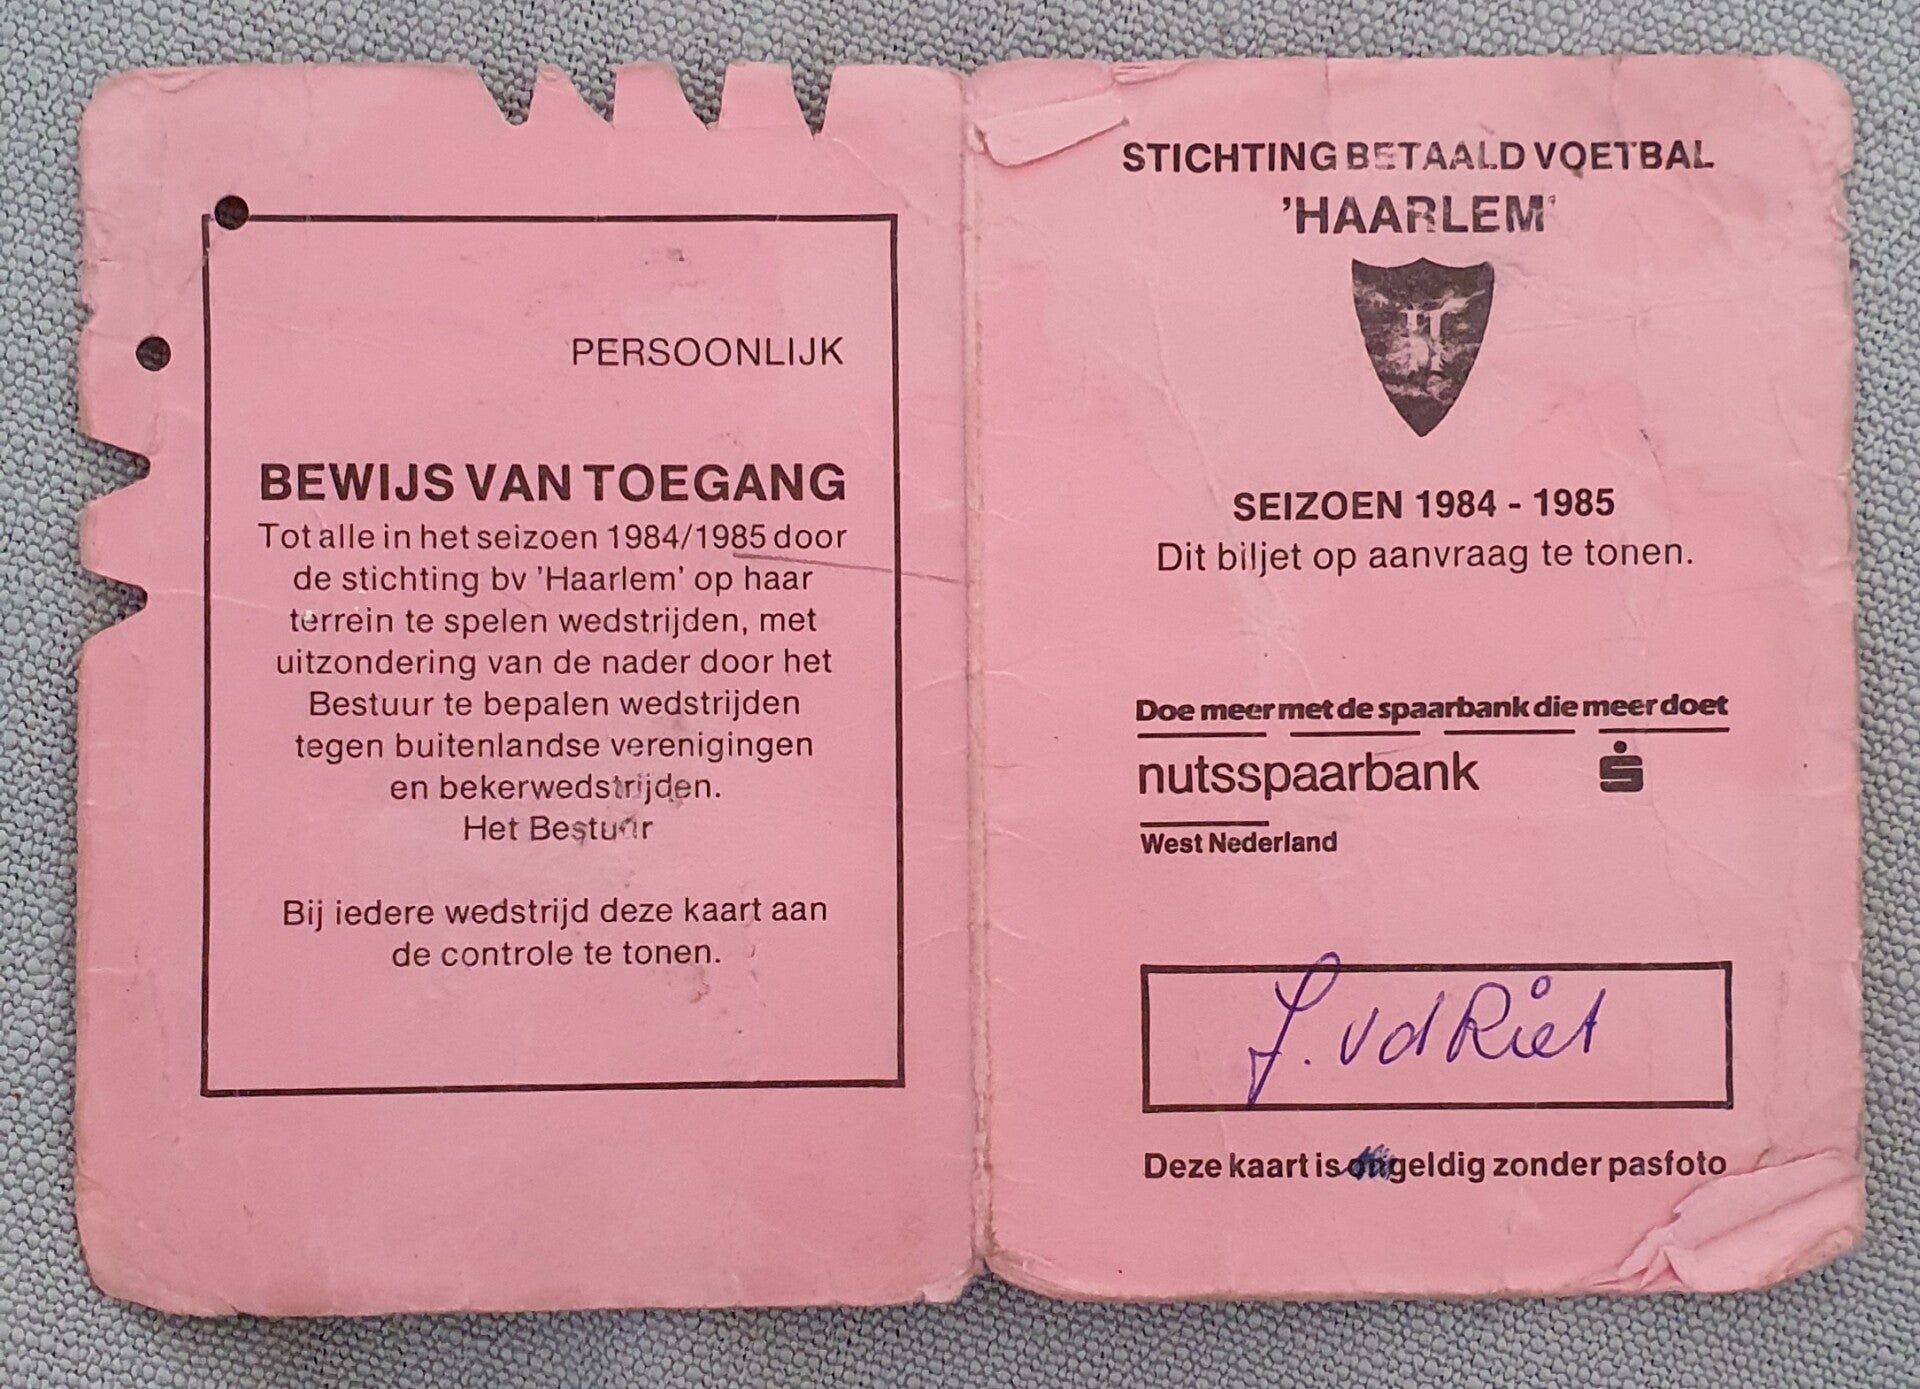 PERSOONLIJK
BEWIJS VAN TOEGANG
Tot alle in het seizoen 1984/1985 door
de stichting bv 'Haarlem' op haar
terrein te spelen wedstrijden, met
uitzondering van de nader door het
Bestuur te bepalen wedstrijden
tegen buitenlandse verenigingen
en bekerwedstrijden.
Het Bestuur
Bij iedere wedstrijd deze kaart aan
de controle te tonen.
STICHTING BETAALD VOETBAL
'HAARLEM'
SEIZOEN 1984 - 1985
Dit biljet op aanvraag te tonen.
Doe meer met de spaarbank die meer doet
nutsspaarbank
West Nederland
J. vd Riet
Deze kaart is ongeldig zonder pasfoto